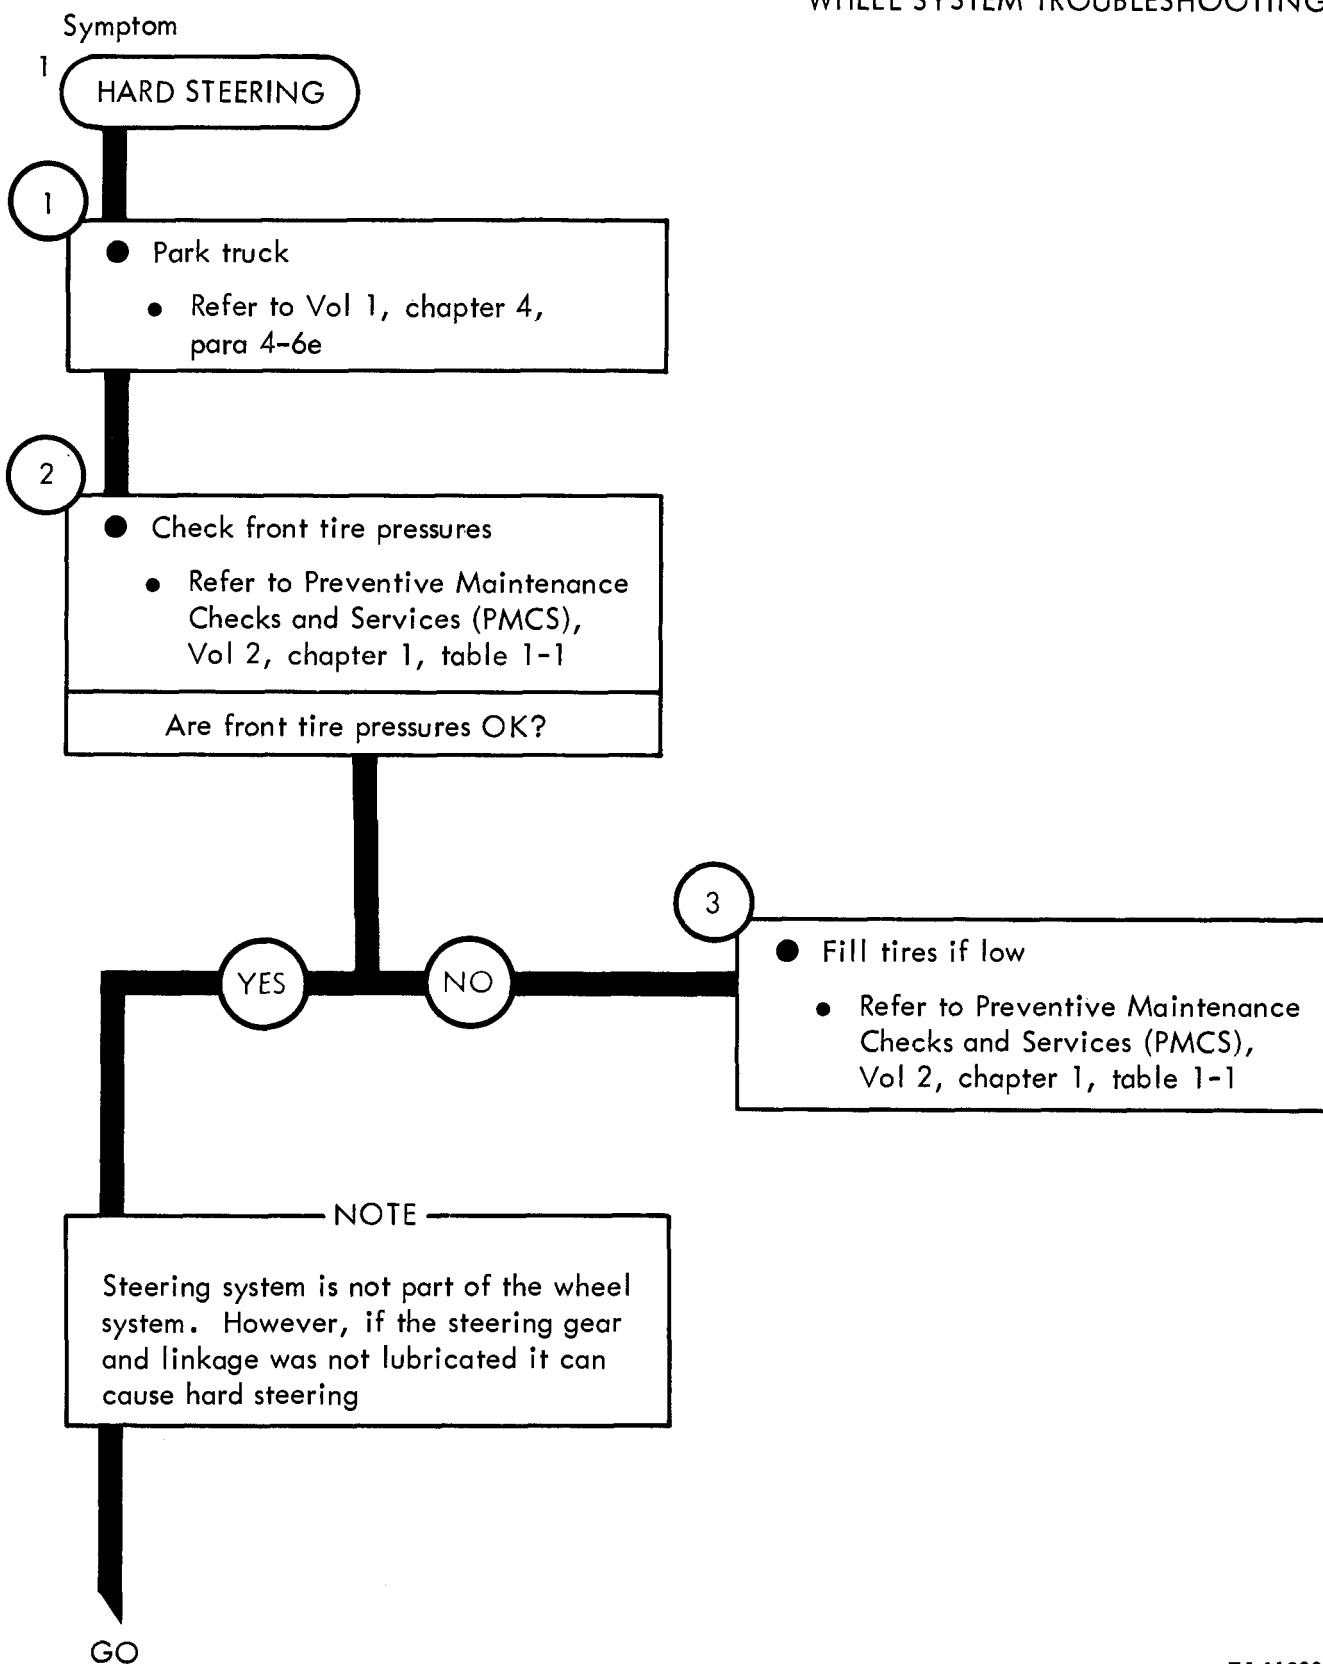 WHEEL SYSTEM TROUBLESHOOTING
Symptom
1
HARD STEERING
1
● Park truck
● Refer to Vol 1, chapter 4,
para 4-6e
2
● Check front tire pressures
● Refer to Preventive Maintenance
Checks and Services (PMCS),
Vol 2, chapter 1, table 1-1
Are front tire pressures OK?
YES
NO
3
● Fill tires if low
● Refer to Preventive Maintenance
Checks and Services (PMCS),
Vol 2, chapter 1, table 1-1
NOTE
Steering system is not part of the wheel
system. However, if the steering gear
and linkage was not lubricated it can
cause hard steering
GO